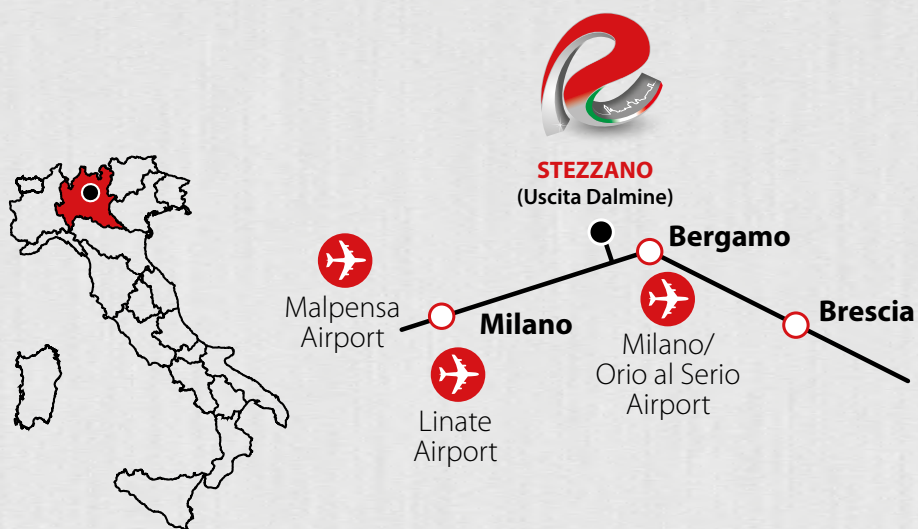 STEZZANO
(Uscita Dalmine)
Bergamo
Malpensa
Airport
Milano
Brescia
Milano/
Orio al Serio
Airport
Linate
Airport